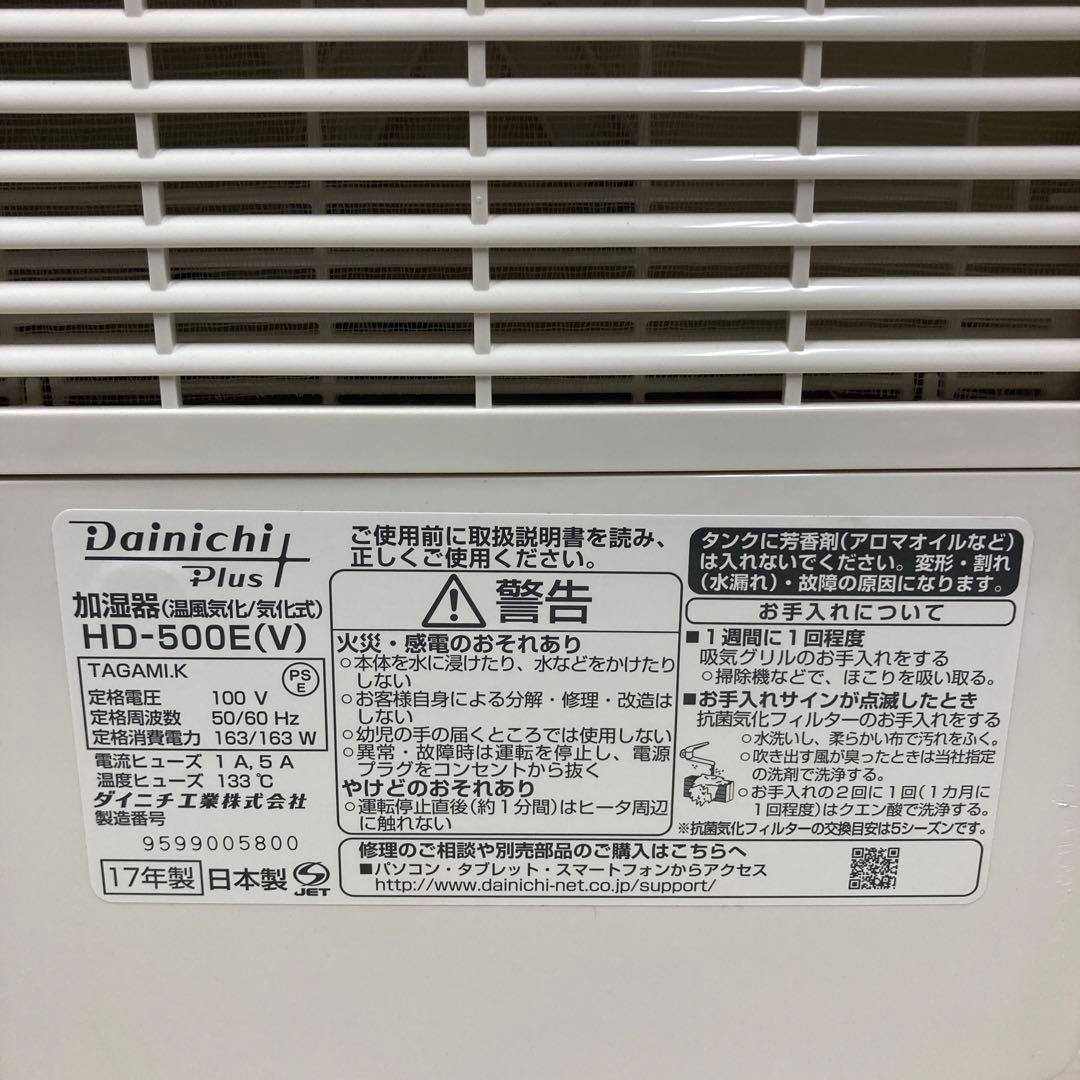 Dainichi
Plus
加湿器(温風気化/気化式)
HD-500E(V)
TAGAMI.K
PS
E
定格電圧 100 V
定格周波数 50/60 Hz
定格消費電力 163/163 W
電流ヒューズ 1 A, 5 A
温度ヒューズ 133 ℃
ダイニチ工業株式会社
製造番号
9599005800
17年製 日本製 JET
ご使用前に取扱説明書を読み、
正しくご使用ください。
警告
火災・感電のおそれあり
○本体を水に浸けたり、水などをかけたり
しない
○お客様自身による分解・修理・改造は
しない
○幼児の手の届くところでは使用しない
○異常・故障時は運転を停止し、電源
プラグをコンセントから抜く
やけどのおそれあり
○運転停止直後(約1分間)はヒータ周辺
に触れない
タンクに芳香剤(アロマオイルなど)
は入れないでください。変形・割れ
(水漏れ)・故障の原因になります。
お手入れについて
■1週間に1回程度
吸気グリルのお手入れをする
○掃除機などで、ほこりを吸い取る。
■お手入れサインが点滅したとき
抗菌気化フィルターのお手入れをする
○水洗いし、柔らかい布で汚れをふく。
○吹き出す風が臭ったときは当社指定
の洗剤で洗浄する。
○お手入れの2回に1回(1カ月に
1回程度)はクエン酸で洗浄する。
※抗菌気化フィルターの交換目安は5シーズンです。
修理のご相談や別売部品のご購入はこちらへ
■パソコン・タブレット・スマートフォンからアクセス
http://www.dainichi-net.co.jp/support/